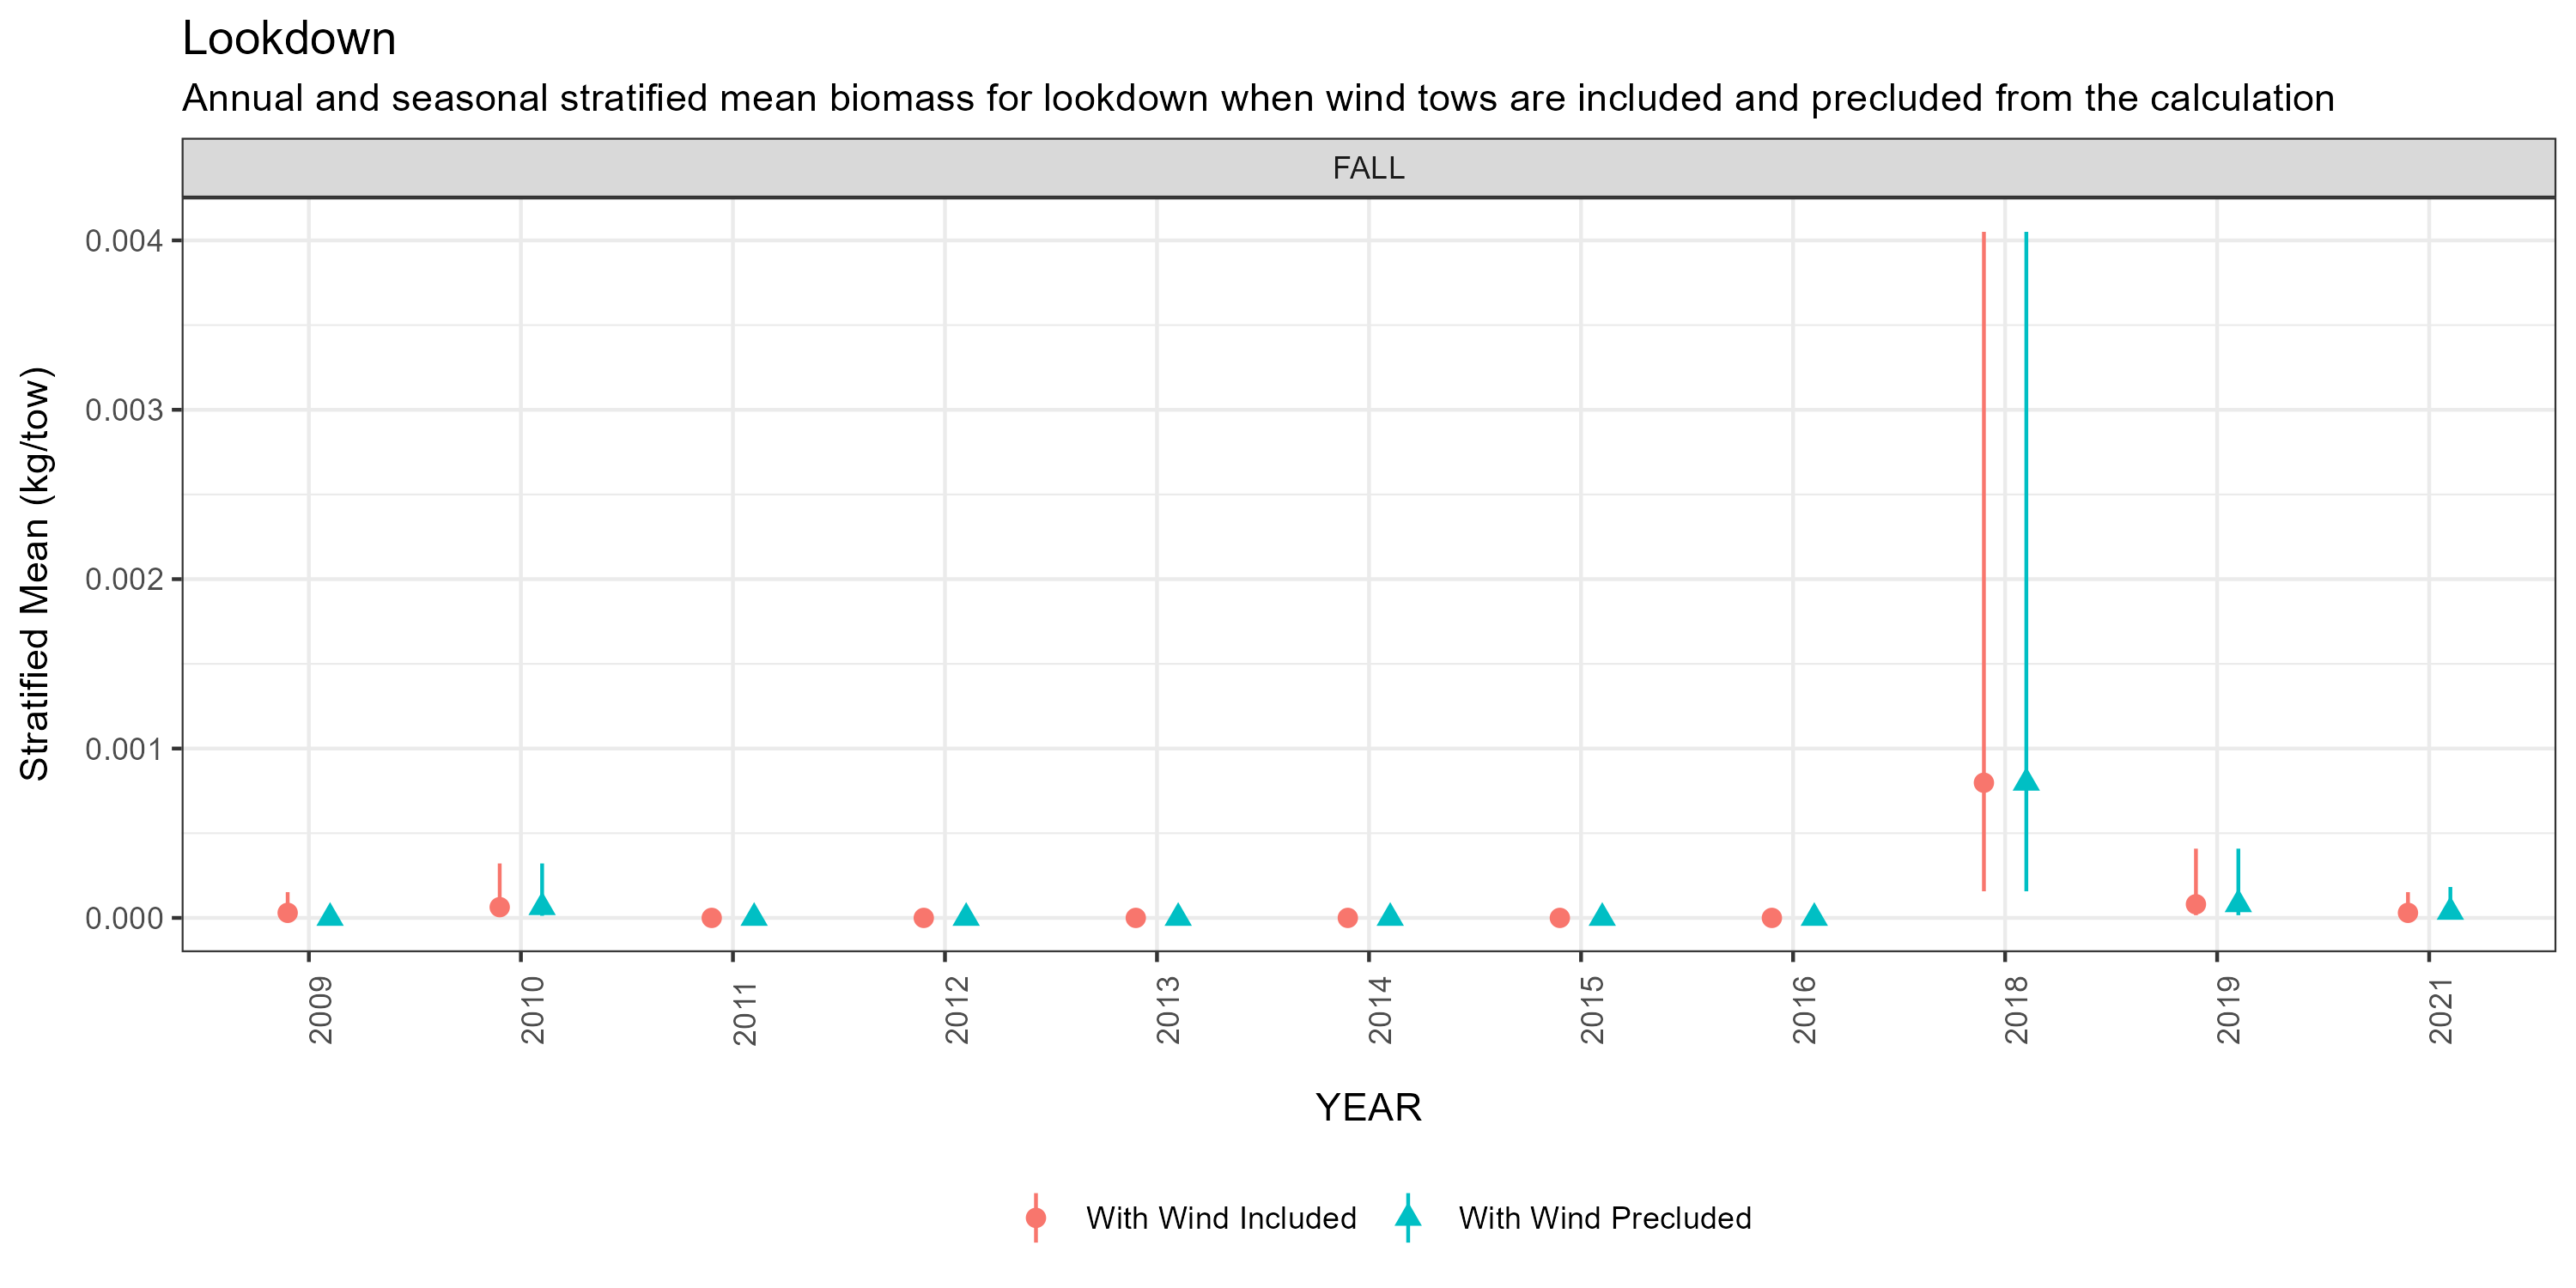 Lookdown
Annual and seasonal stratified mean biomass for lookdown when wind tows are included and precluded from the calculation
FALL
Stratified Mean (kg/tow)
0.004
0.003
0.002
0.001
0.000
2009
2010
2011
2012
2013
2014
2015
2016
2018
2019
2021
YEAR
With Wind Included
With Wind Precluded